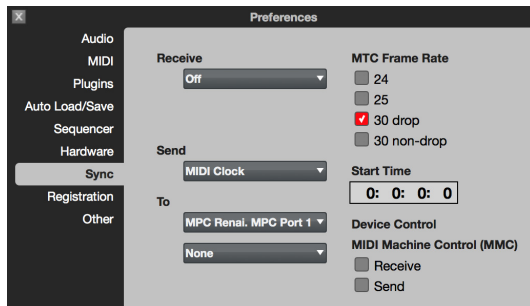 X
Preferences
Audio
MIDI
Plugins
Auto Load/Save
Sequencer
Hardware
Sync
Registration
Other
Receive
Off
Send
MIDI Clock
To
MPC Renai. MPC Port 1
None
MTC Frame Rate
24
25
30 drop
30 non-drop
Start Time
0: 0: 0: 0
Device Control
MIDI Machine Control (MMC)
Receive
Send